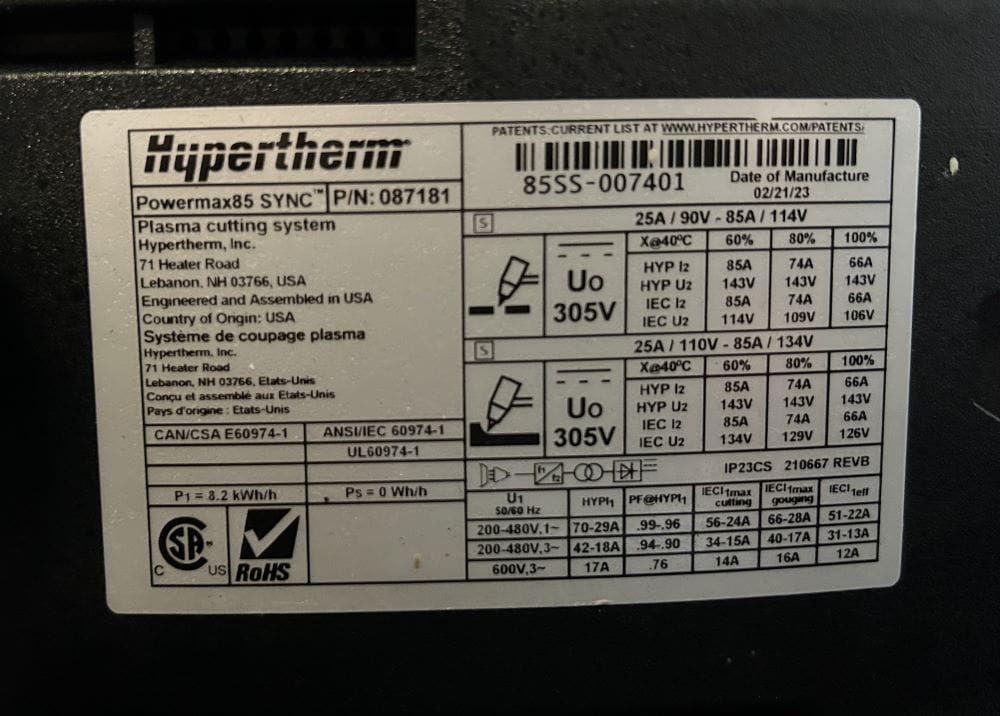 Hypertherm
Powermax85 SYNC™
P/N: 087181
Plasma cutting system
Hypertherm, Inc.
71 Heater Road
Lebanon, NH 03766, USA
Engineered and Assembled in USA
Country of Origin: USA
Système de coupage plasma
Hypertherm, Inc.
71 Heater Road
Lebanon, NH 03766, Etats-Unis
Conçu et assemblé aux Etats-Unis
Pays d'origine : Etats-Unis
CAN/CSA E60974-1
ANSI/IEC 60974-1
UL60974-1
P1 = 8.2 kWh/h
Ps = 0 Wh/h
C SA US
RoHS
PATENTS:CURRENT LIST AT WWW.HYPERTHERM.COM/PATENTS/
85SS-007401
Date of Manufacture
02/21/23
S 25A / 90V - 85A / 114V
U0
305V
X@40ºC 60% 80% 100%
HYP I2 85A 74A 66A
HYP U2 143V 143V 143V
IEC I2 85A 74A 66A
IEC U2 114V 109V 106V
S 25A / 110V - 85A / 134V
U0
305V
X@40ºC 60% 80% 100%
HYP I2 85A 74A 66A
HYP U2 143V 143V 143V
IEC I2 85A 74A 66A
IEC U2 134V 129V 126V
f1
f2
IP23CS 210667 REVB
U1
50/60 Hz
HYPI1
PF@HYPI1
IECI1max
cutting
IECI1max
gouging
IECI1eff
200-480V,1~ 70-29A .99-.96 56-24A 66-28A 51-22A
200-480V,3~ 42-18A .94-.90 34-15A 40-17A 31-13A
600V,3~ 17A .76 14A 16A 12A